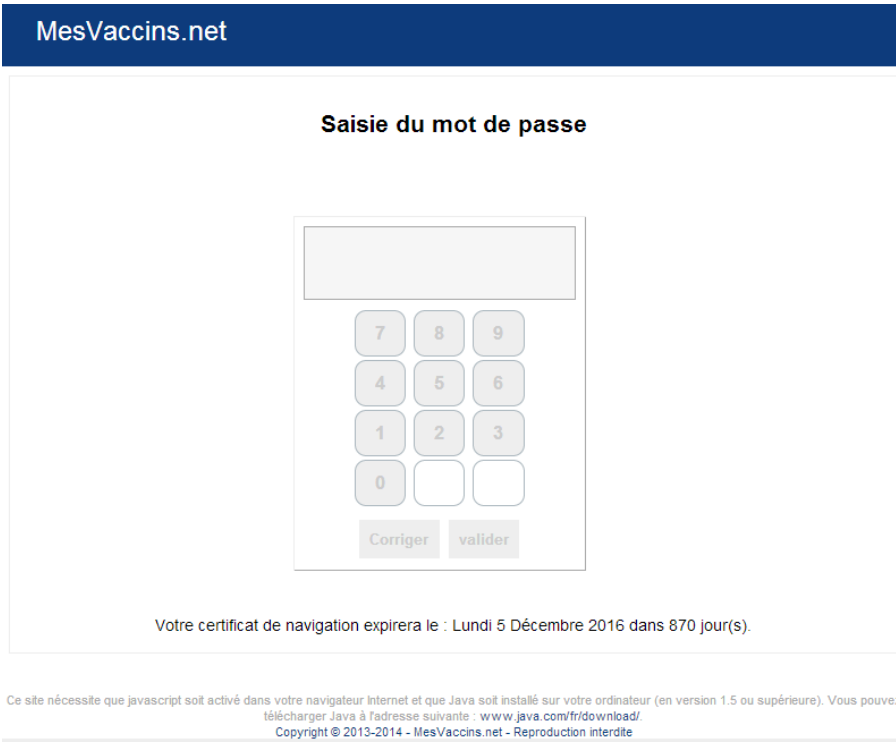 MesVaccins.net
Saisie du mot de passe
7 8 9
4 5 6
1 2 3
0
Corriger valider
Votre certificat de navigation expirera le : Lundi 5 Décembre 2016 dans 870 jour(s).
Ce site nécessite que javascript soit activé dans votre navigateur Internet et que Java soit installé sur votre ordinateur (en version 1.5 ou supérieure). Vous pouvez
télécharger Java à l'adresse suivante : www.java.com/fr/download/.
Copyright © 2013-2014 - MesVaccins.net - Reproduction interdite